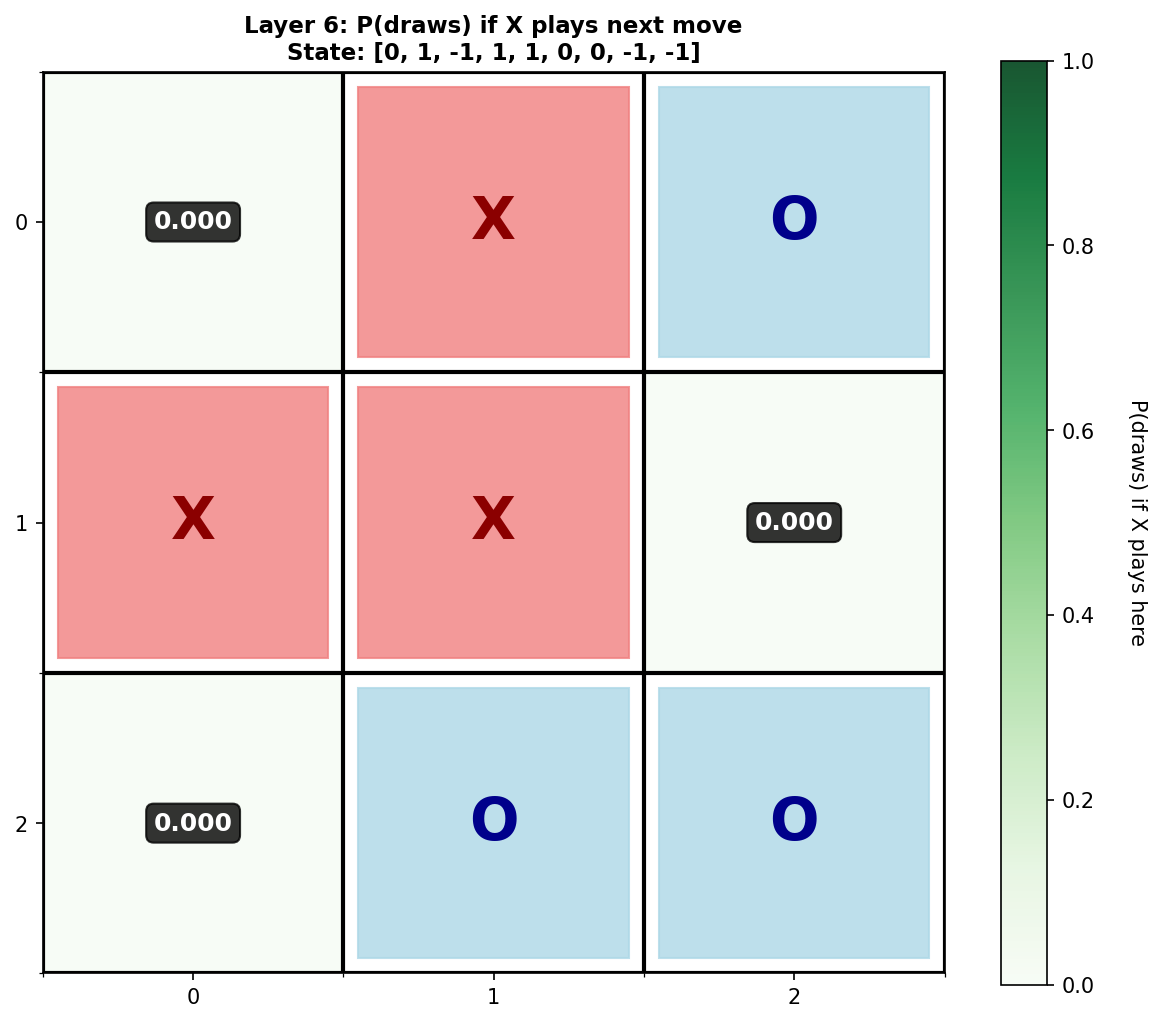 Layer 6: P(draws) if X plays next move
State: [0, 1, -1, 1, 1, 0, 0, -1, -1]
0
0.000
X
O
1
X
X
0.000
2
0.000
O
O
0
1
2
1.0
0.8
0.6
0.4
0.2
0.0
P(draws) if X plays here